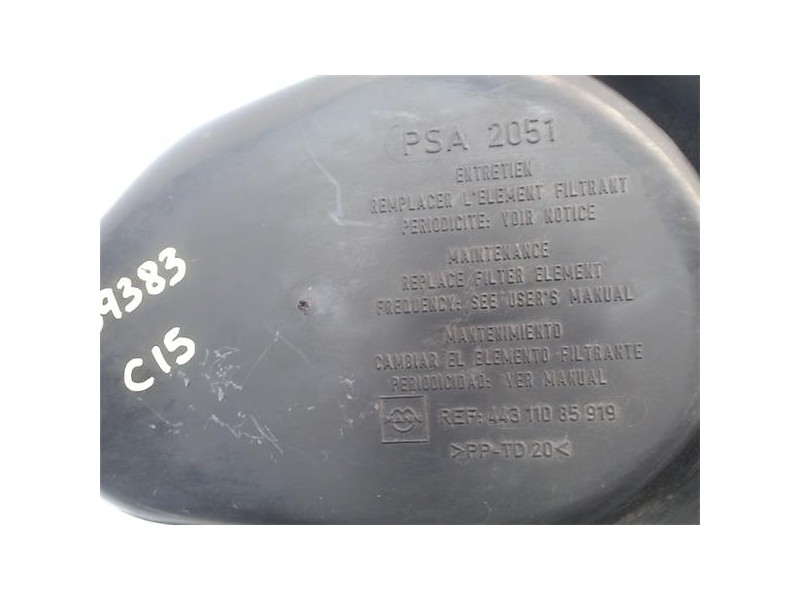 PSA 2051
ENTRETIEN
REMPLACER L'ELEMENT FILTRANT
PERIODICITE: VOIR NOTICE
MAINTENANCE
REPLACE FILTER ELEMENT
FREQUENCY: SEE USER'S MANUAL
MANTENIMIENTO
CAMBIAR EL ELEMENTO FILTRANTE
PERIODICIDAD: VER MANUAL
REF: 443 110 85 919
>PP-TD 20<
9383
C15